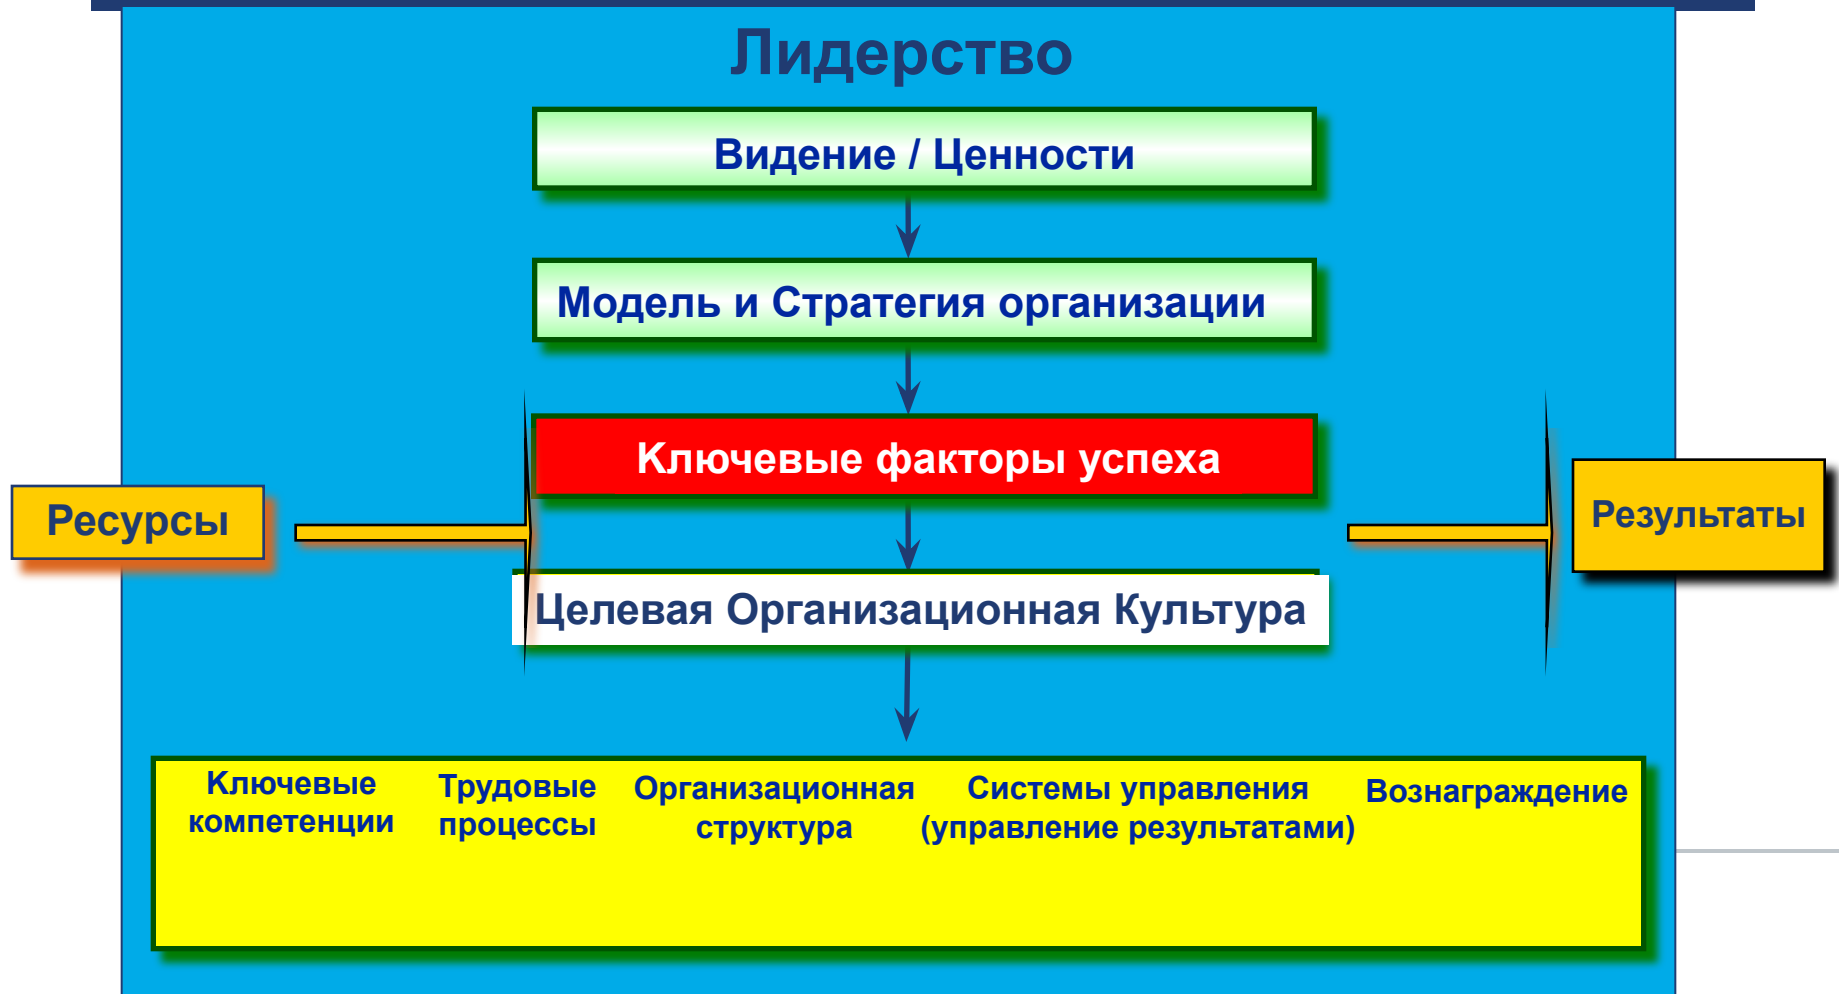 Лидерство
Видение / Ценности
Модель и Стратегия организации
Ключевые факторы успеха
Ресурсы
Результаты
Целевая Организационная Культура
Ключевые
компетенции
Трудовые
процессы
Организационная
структура
Системы управления
(управление результатами)
Вознаграждение